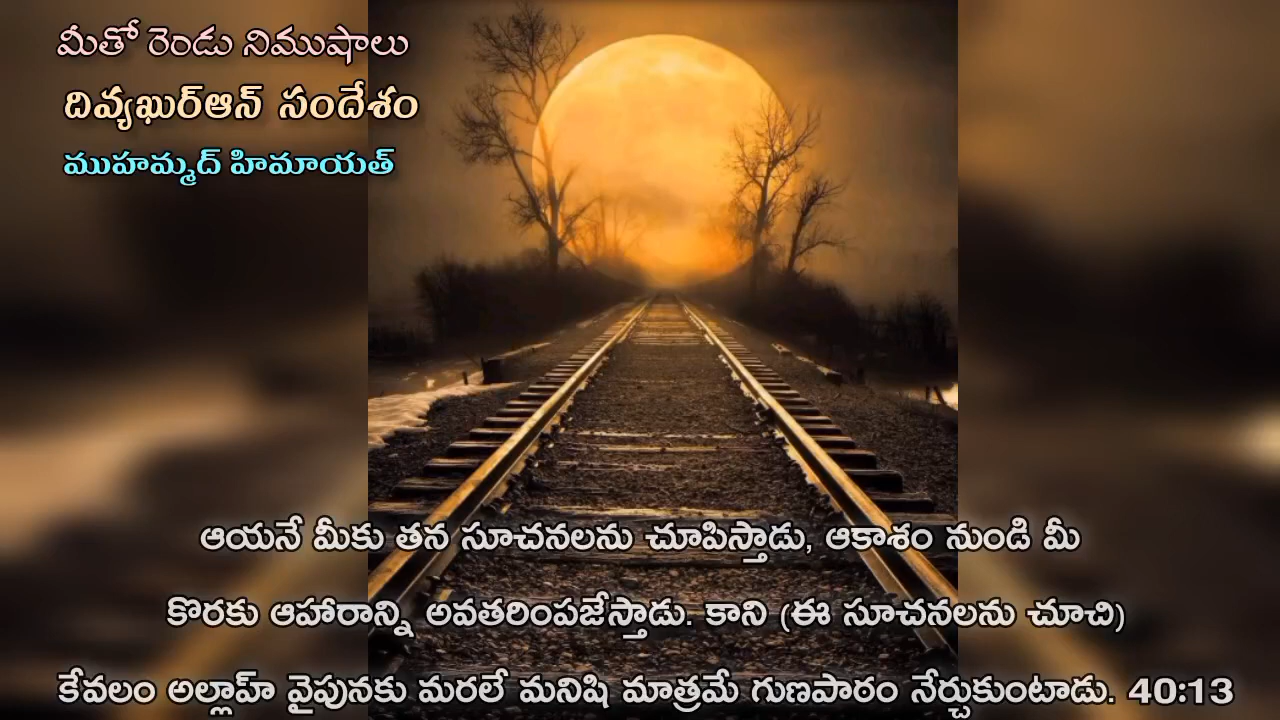 మీతో రెండు నిముషాలు
దివ్యఖుర్ఆన్ సందేశం
ముహమ్మద్ హిమాయత్
ఆయనే మీకు తన సూచనలను చూపిస్తాడు, ఆకాశం నుండి మీ
కొరకు ఆహారాన్ని అవతరింపజేస్తాడు. కాని (ఈ సూచనలను చూచి)
కేవలం అల్లాహ్ వైపునకు మరలే మనిషి మాత్రమే గుణపాఠం నేర్చుకుంటాడు. 40:13